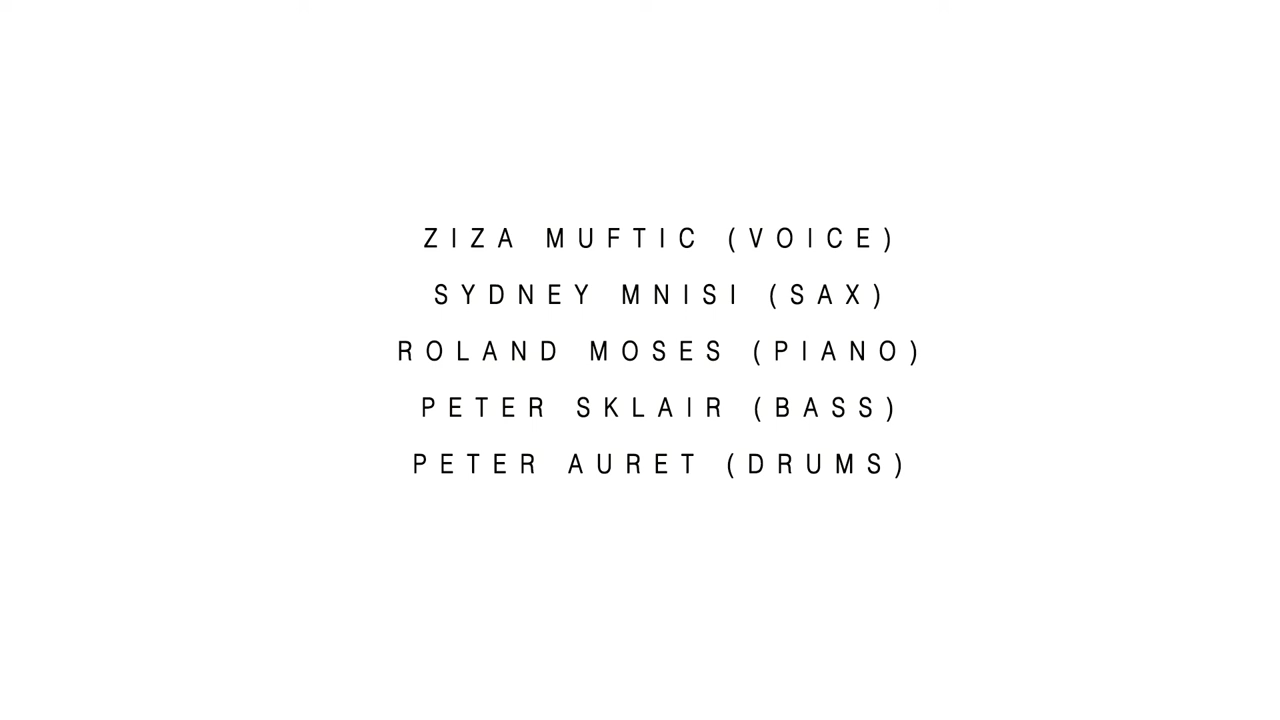 ZIZA MUFTIC (VOICE)
SYDNEY MNISI (SAX)
ROLAND MOSES (PIANO)
PETER SKLAIR (BASS)
PETER AURET (DRUMS)